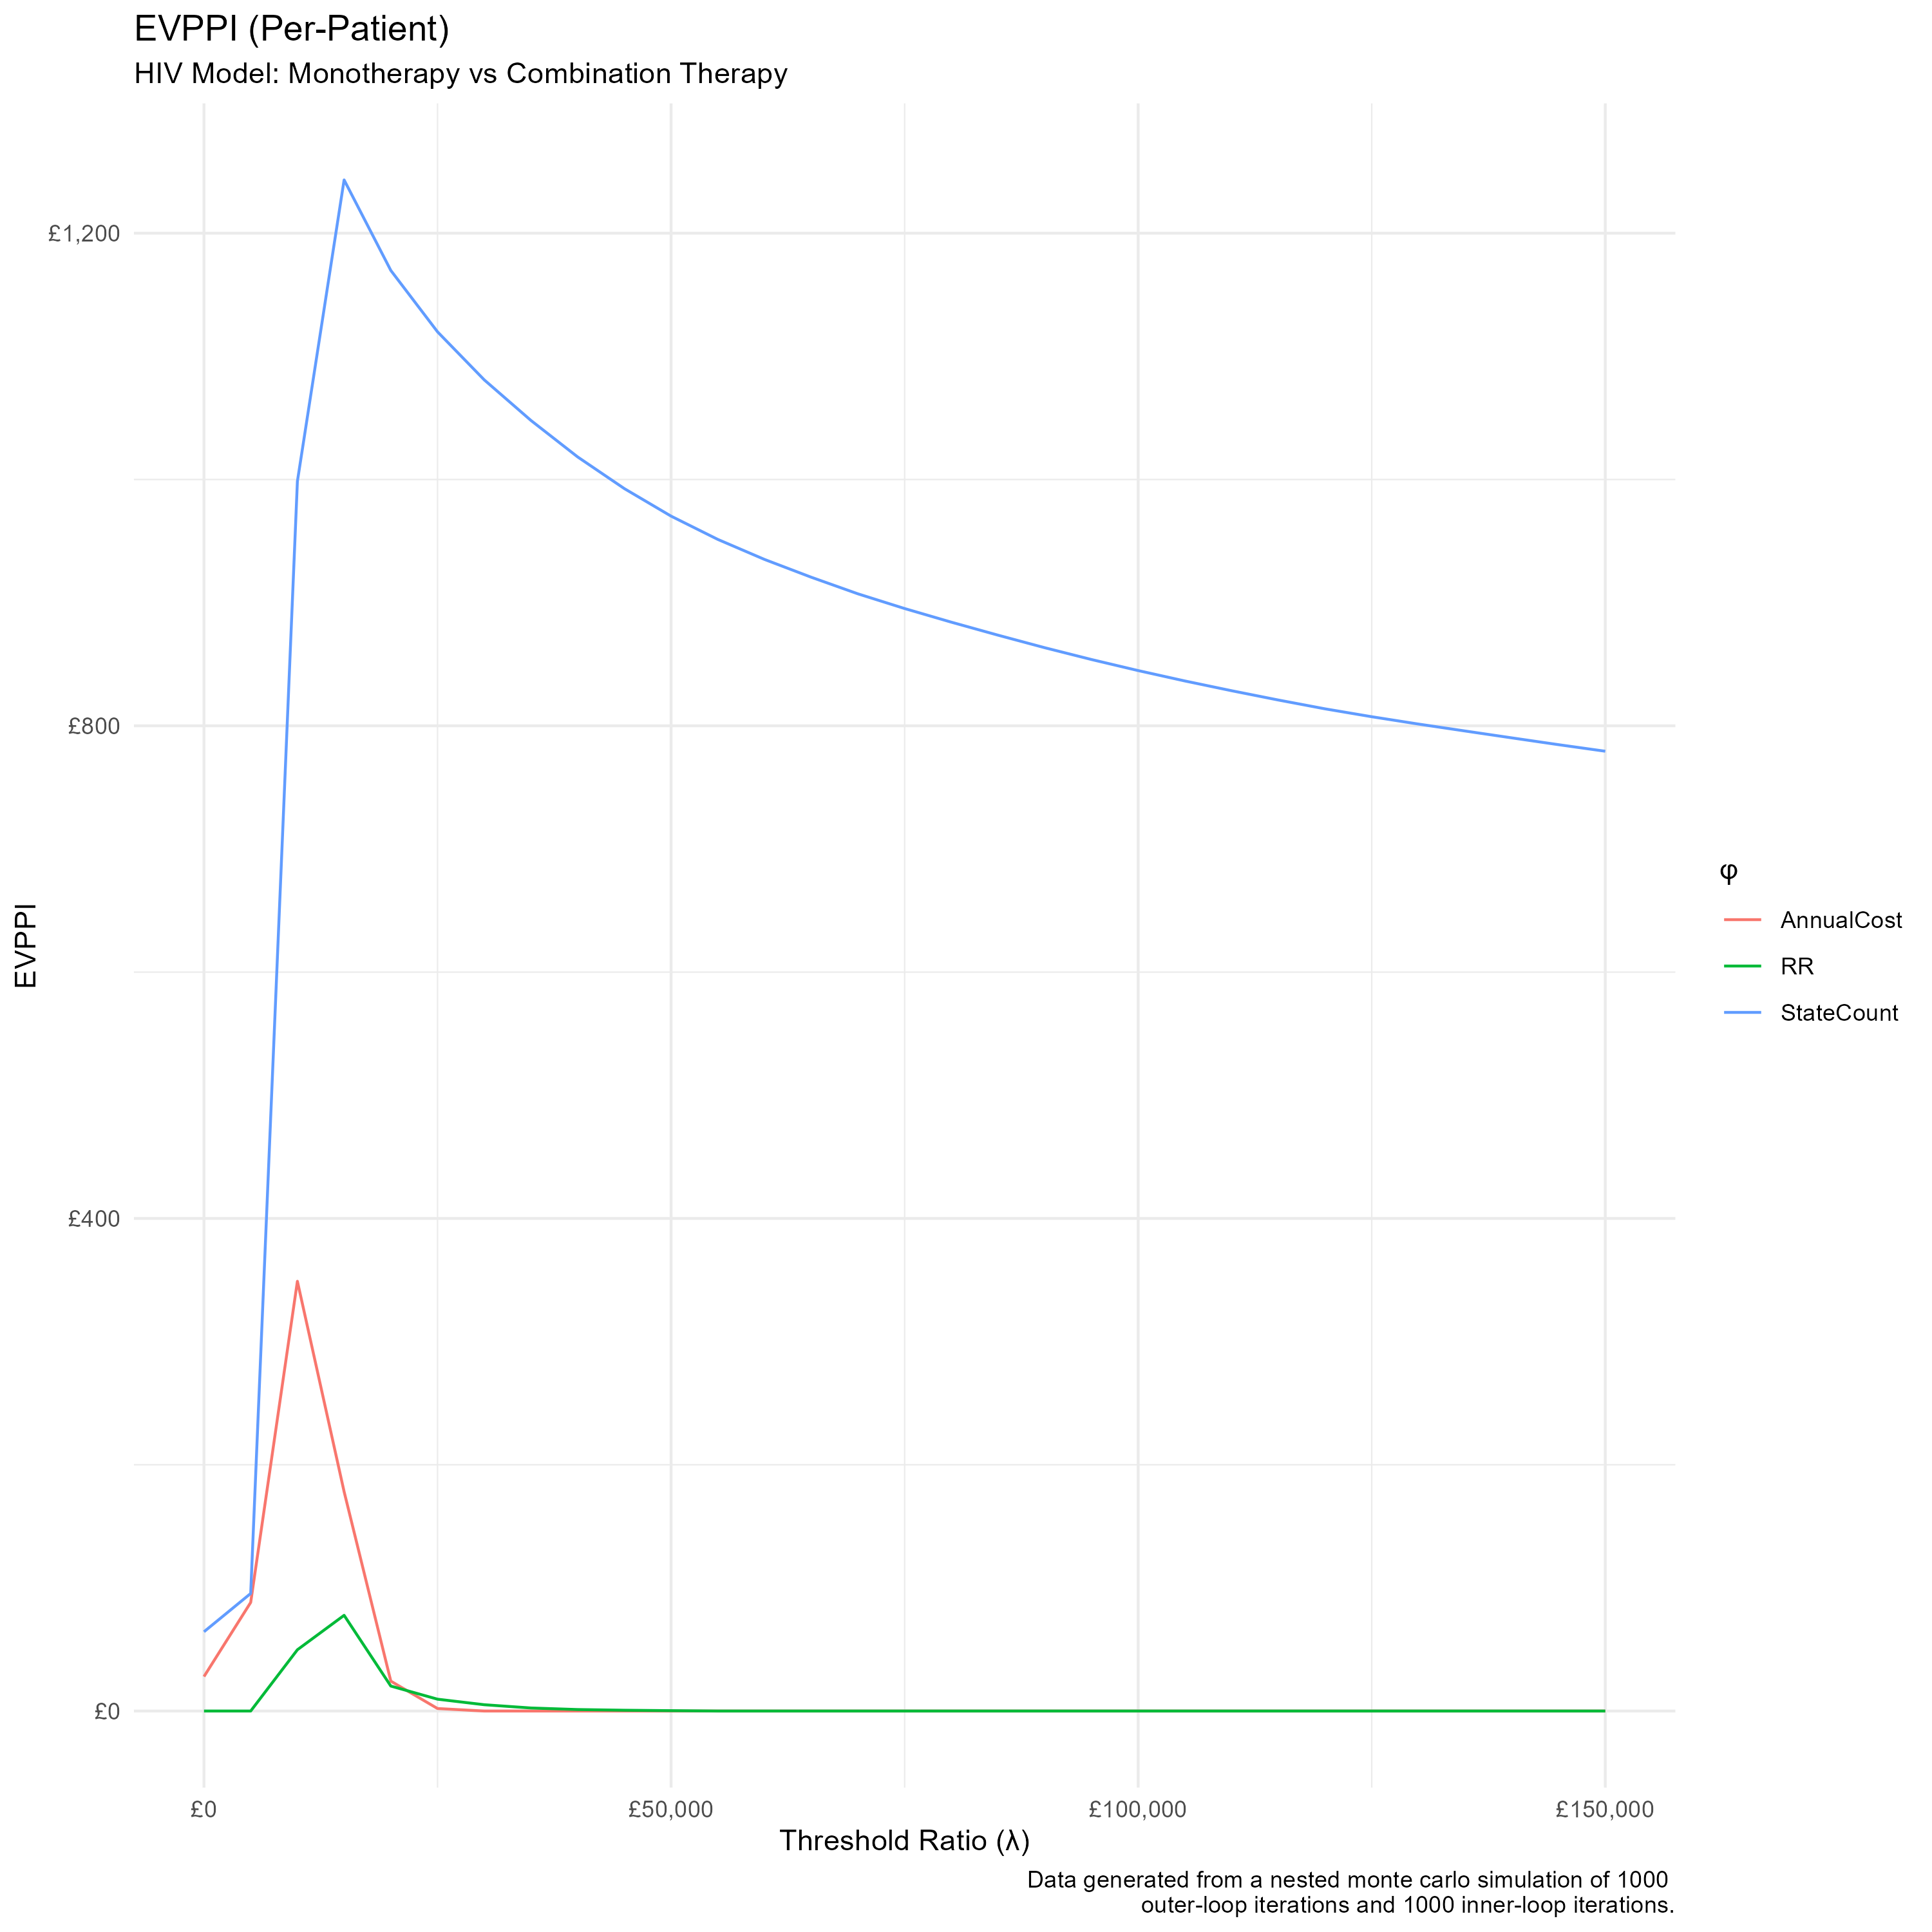 EVPPI (Per-Patient)
HIV Model: Monotherapy vs Combination Therapy
£1,200
£800
£400
£0
EVPPI
£0
£50,000
£100,000
£150,000
Threshold Ratio (λ)
φ
AnnualCost
RR
StateCount
Data generated from a nested monte carlo simulation of 1000
outer-loop iterations and 1000 inner-loop iterations.